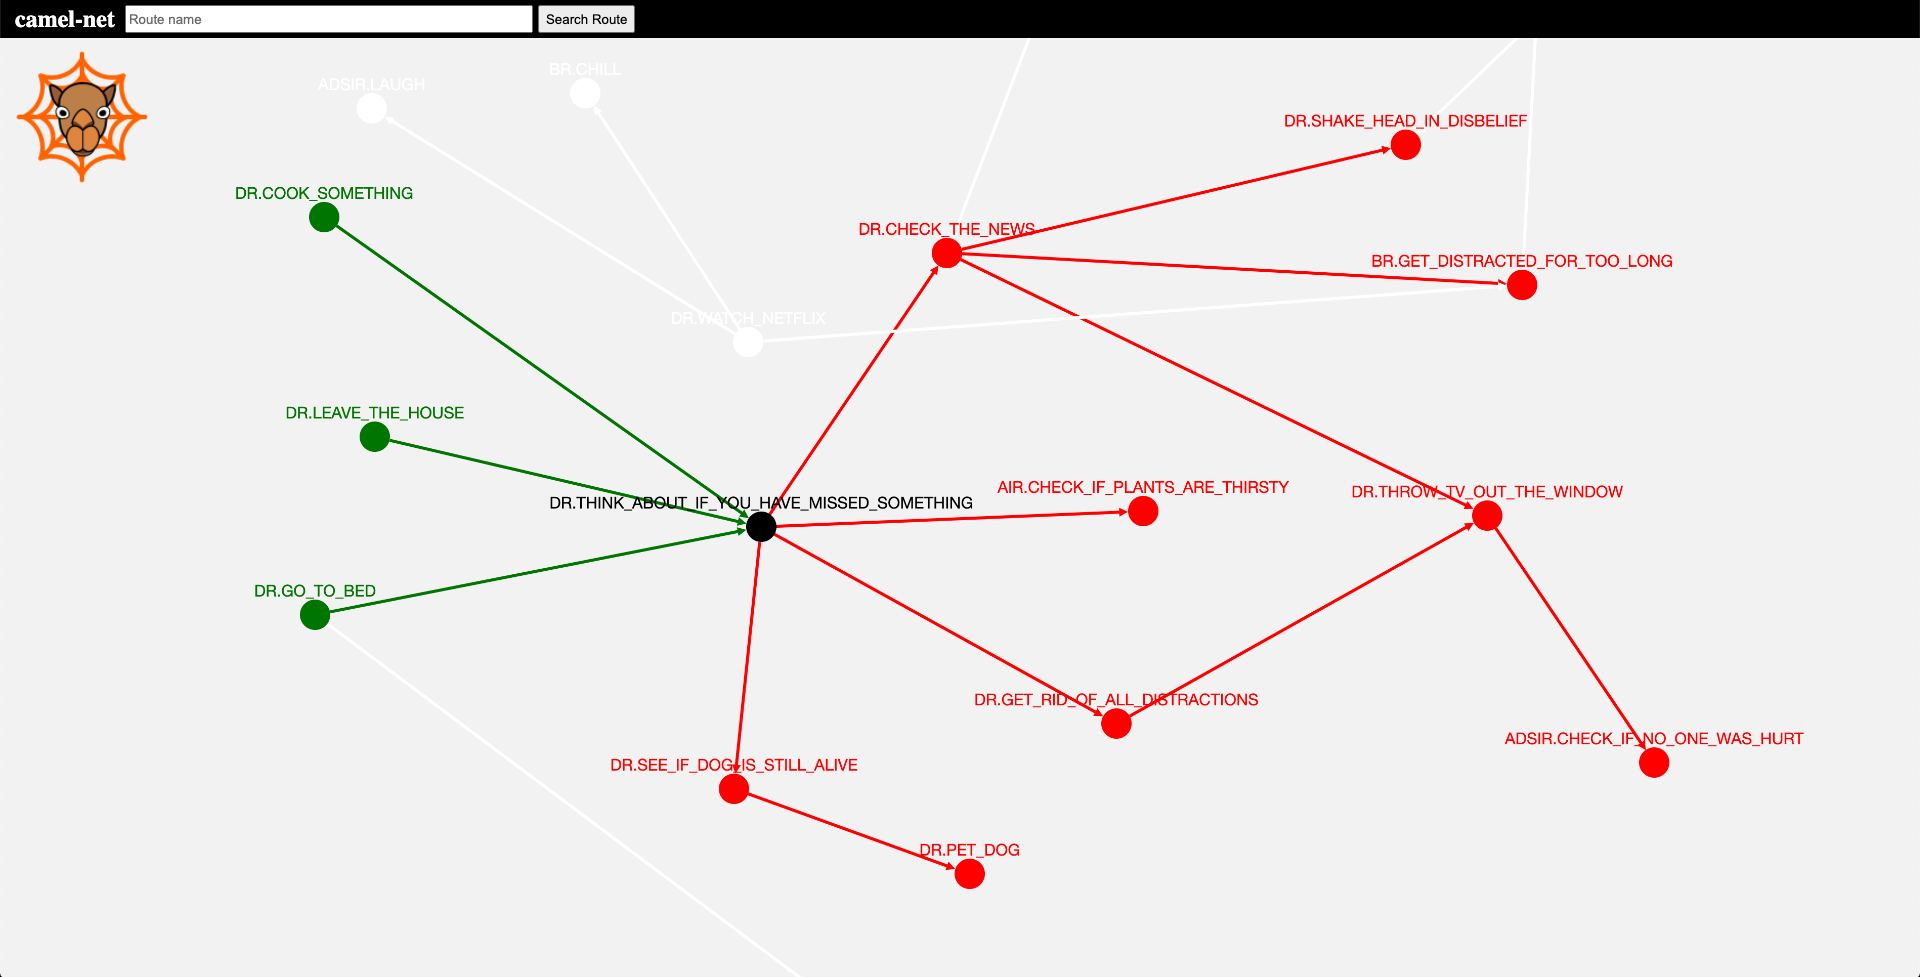 camel-net Route name Search Route
BR.CHILL
ADSIR.LAUGH
DR.SHAKE_HEAD_IN_DISBELIEF
DR.COOK_SOMETHING
DR.CHECK_THE_NEWS
BR.GET_DISTRACTED_FOR_TOO_LONG
DR.WATCH_NETFLIX
DR.LEAVE_THE_HOUSE
AIR.CHECK_IF_PLANTS_ARE_THIRSTY
DR.THROW_TV_OUT_THE_WINDOW
DR.THINK_ABOUT_IF_YOU_HAVE_MISSED_SOMETHING
DR.GO_TO_BED
DR.GET_RID_OF_ALL_DISTRACTIONS
ADSIR.CHECK_IF_NO_ONE_WAS_HURT
DR.SEE_IF_DOG_IS_STILL_ALIVE
DR.PET_DOG